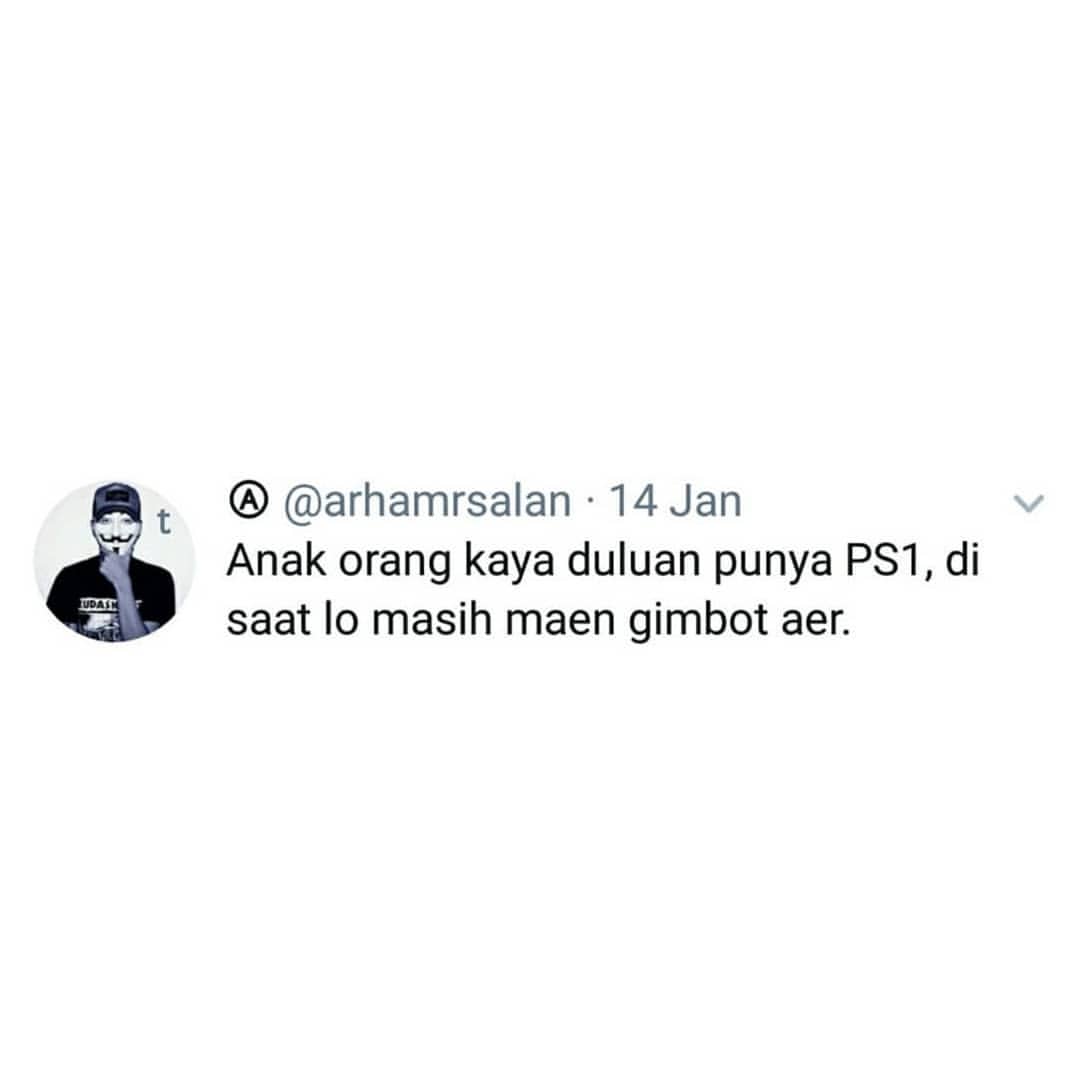 Ⓐ @arhamrsalan · 14 Jan
Anak orang kaya duluan punya PS1, di
saat lo masih maen gimbot aer.
t